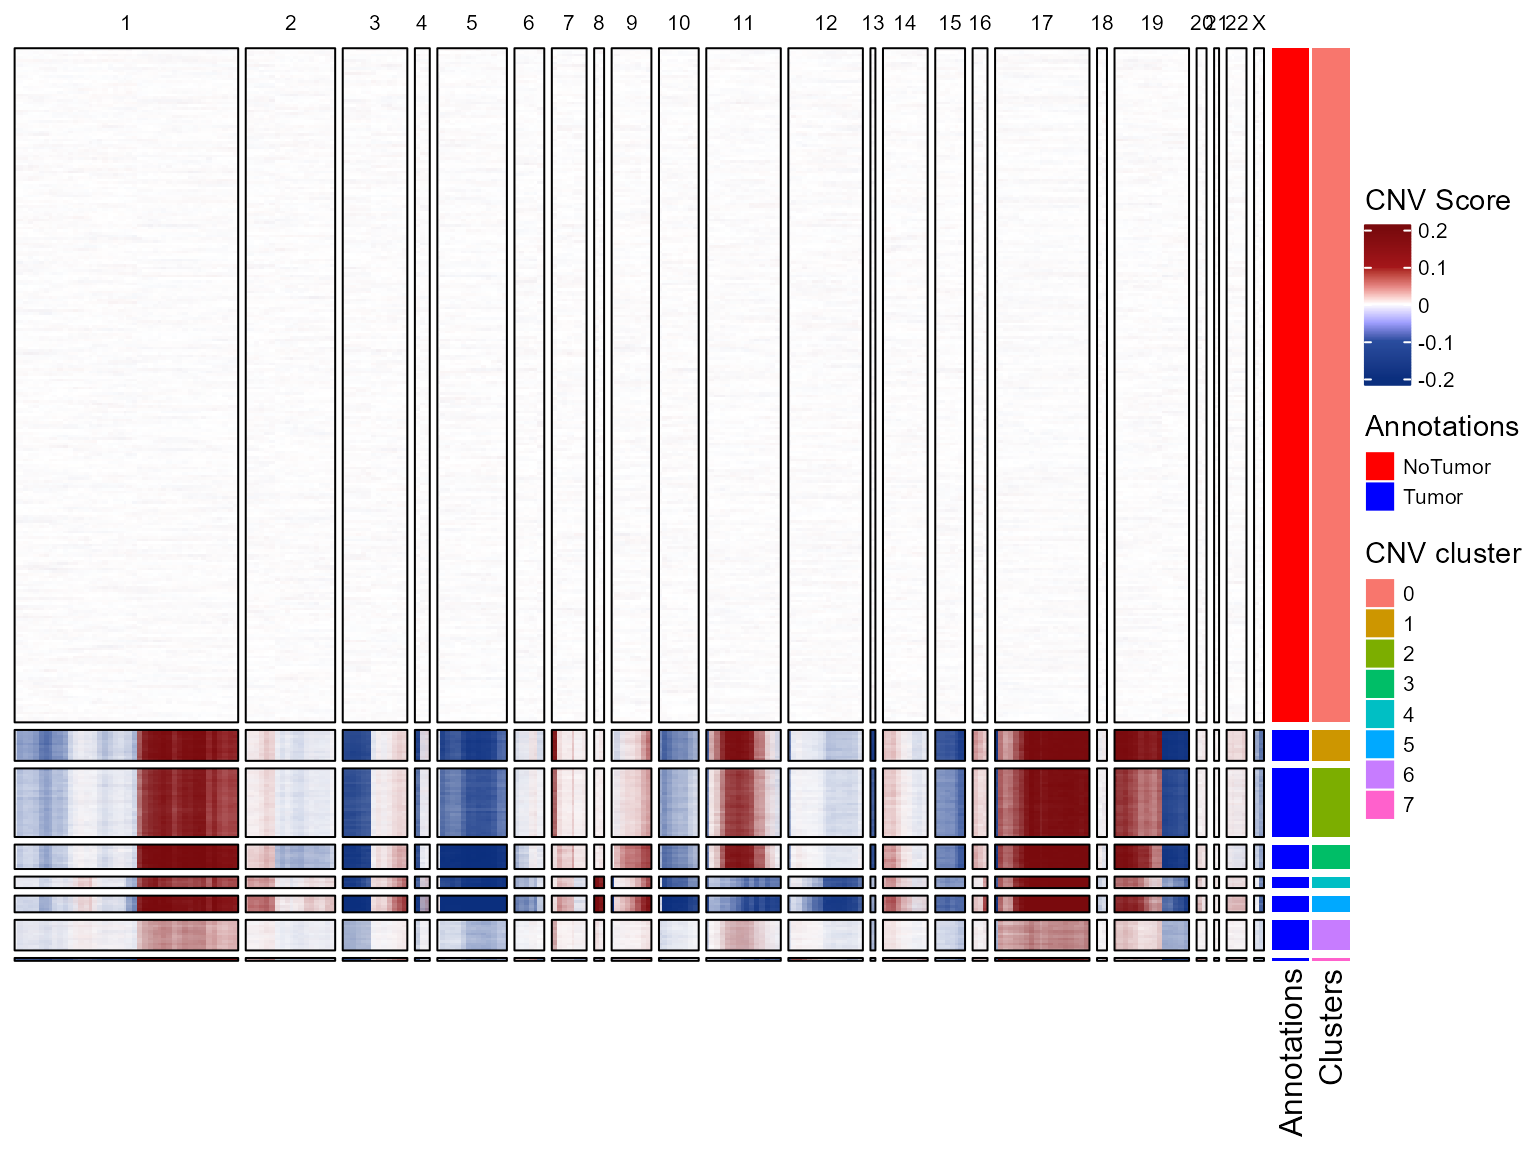 1 2 3 4 5 6 7 8 9 10 11 12 13 14 15 16 17 18 19 20 21 22 X
CNV Score
0.2
0.1
0
-0.1
-0.2
Annotations
NoTumor
Tumor
CNV cluster
0
1
2
3
4
5
6
7
Annotations
Clusters